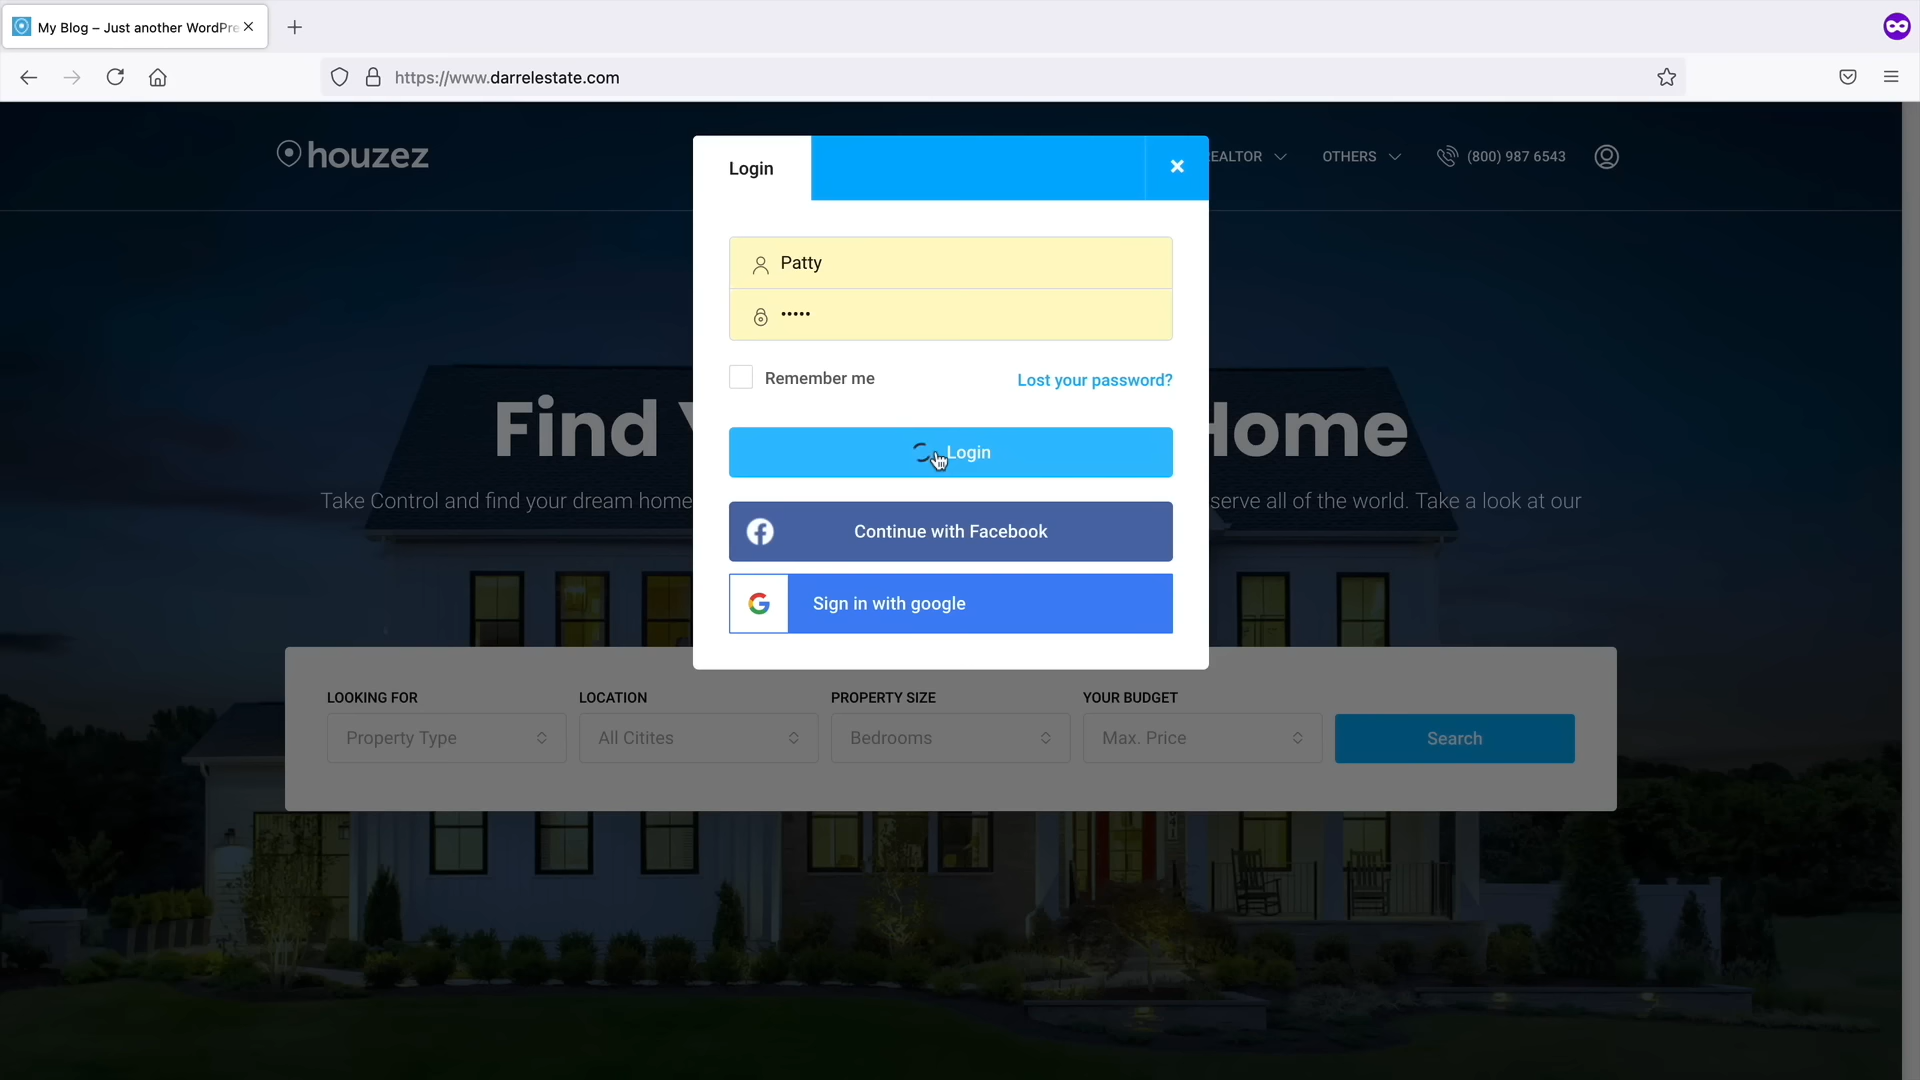 My Blog – Just another WordPre
https://www.darrelestate.com
houzez
EALTOR
OTHERS
(800) 987 6543
Login
Patty
•••••
Remember me
Lost your password?
Login
Continue with Facebook
Sign in with google
Find
Home
Take Control and find your dream home
serve all of the world. Take a look at our
LOOKING FOR
LOCATION
PROPERTY SIZE
YOUR BUDGET
Property Type
All Citites
Bedrooms
Max. Price
Search